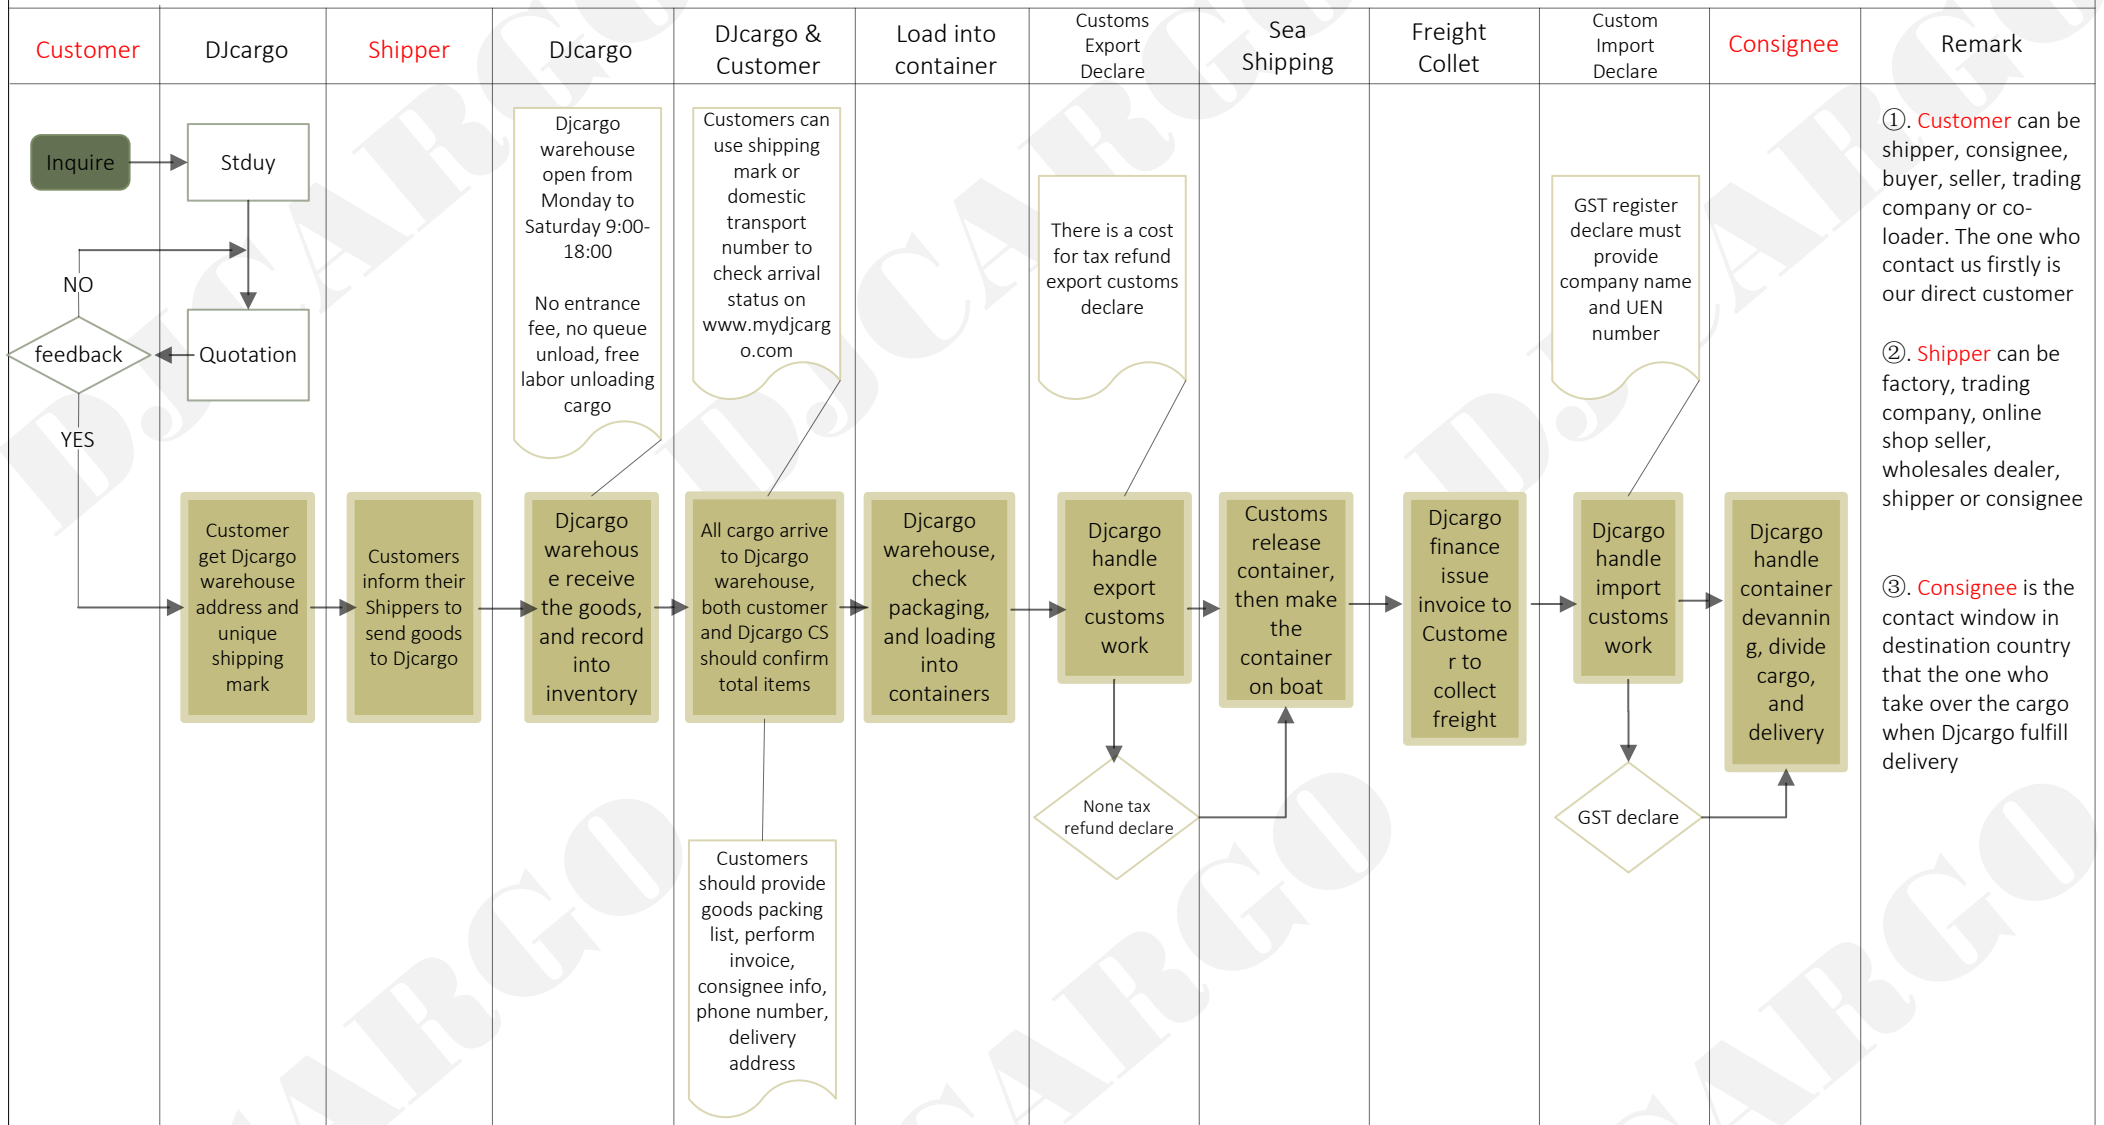 Customer
DJcargo
Shipper
DJcargo
DJcargo &
Customer
Load into
container
Customs
Export
Declare
Sea
Shipping
Freight
Collet
Custom
Import
Declare
Consignee
Remark
Inquire
Stduy
NO
feedback
Quotation
YES
Djcargo
warehouse
open from
Monday to
Saturday 9:00-
18:00
No entrance
fee, no queue
unload, free
labor unloading
cargo
Customers can
use shipping
mark or
domestic
transport
number to
check arrival
status on
www.mydjcarg
o.com
There is a cost
for tax refund
export customs
declare
GST register
declare must
provide
company name
and UEN
number
Customer
get Djcargo
warehouse
address and
unique
shipping
mark
Customers
inform their
Shippers to
send goods
to Djcargo
Djcargo
warehous
e receive
the goods,
and record
into
inventory
All cargo arrive
to Djcargo
warehouse,
both customer
and Djcargo CS
should confirm
total items
Djcargo
warehouse,
check
packaging,
and loading
into
containers
Djcargo
handle
export
customs
work
Customs
release
container,
then make
the
container
on boat
Djcargo
finance
issue
invoice to
Custome
r to
collect
freight
Djcargo
handle
import
customs
work
Djcargo
handle
container
devannin
g, divide
cargo,
and
delivery
None tax
refund declare
GST declare
Customers
should provide
goods packing
list, perform
invoice,
consignee info,
phone number,
delivery
address
①. Customer can be
shipper, consignee,
buyer, seller, trading
company or co-
loader. The one who
contact us firstly is
our direct customer
②. Shipper can be
factory, trading
company, online
shop seller,
wholesales dealer,
shipper or consignee
③. Consignee is the
contact window in
destination country
that the one who
take over the cargo
when Djcargo fulfill
delivery
DJCARGO
DJCARGO
DJCARGO
CARGO
CARGO
CARGO